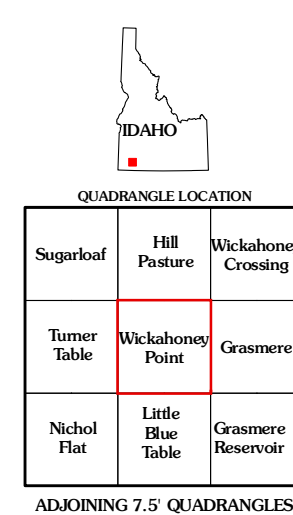 IDAHO
QUADRANGLE LOCATION
Sugarloaf
Hill
Pasture
Wickahone
Crossing
Turner
Table
Wickahoney
Point
Grasmere
Nichol
Flat
Little
Blue
Table
Grasmere
Reservoir
ADJOINING 7.5' QUADRANGLES